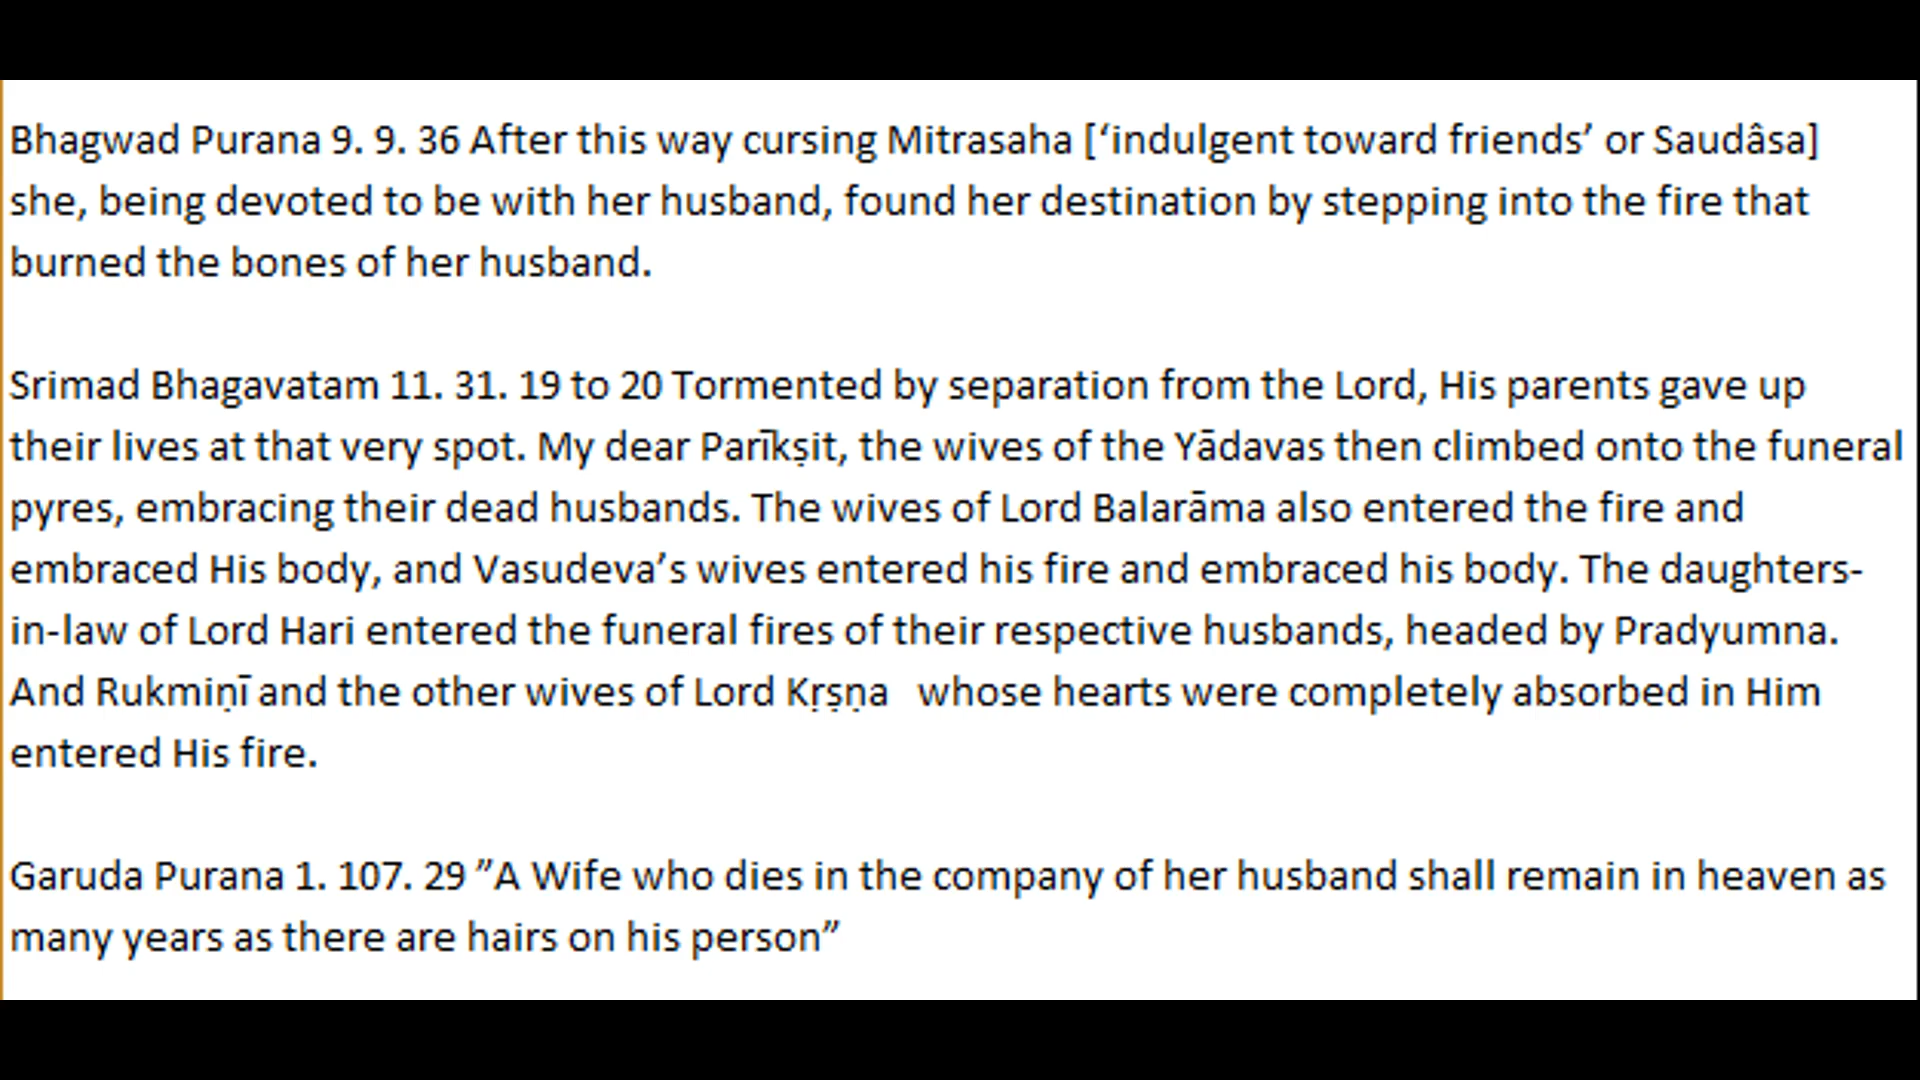 Bhagwad Purana 9. 9. 36 After this way cursing Mitrasaha [‘indulgent toward friends’ or Saudâsa]
she, being devoted to be with her husband, found her destination by stepping into the fire that
burned the bones of her husband.
Srimad Bhagavatam 11. 31. 19 to 20 Tormented by separation from the Lord, His parents gave up
their lives at that very spot. My dear Parīkṣit, the wives of the Yādavas then climbed onto the funeral
pyres, embracing their dead husbands. The wives of Lord Balarāma also entered the fire and
embraced His body, and Vasudeva’s wives entered his fire and embraced his body. The daughters-
in-law of Lord Hari entered the funeral fires of their respective husbands, headed by Pradyumna.
And Rukmiṇī and the other wives of Lord Kṛṣṇa whose hearts were completely absorbed in Him
entered His fire.
Garuda Purana 1. 107. 29 ”A Wife who dies in the company of her husband shall remain in heaven as
many years as there are hairs on his person”